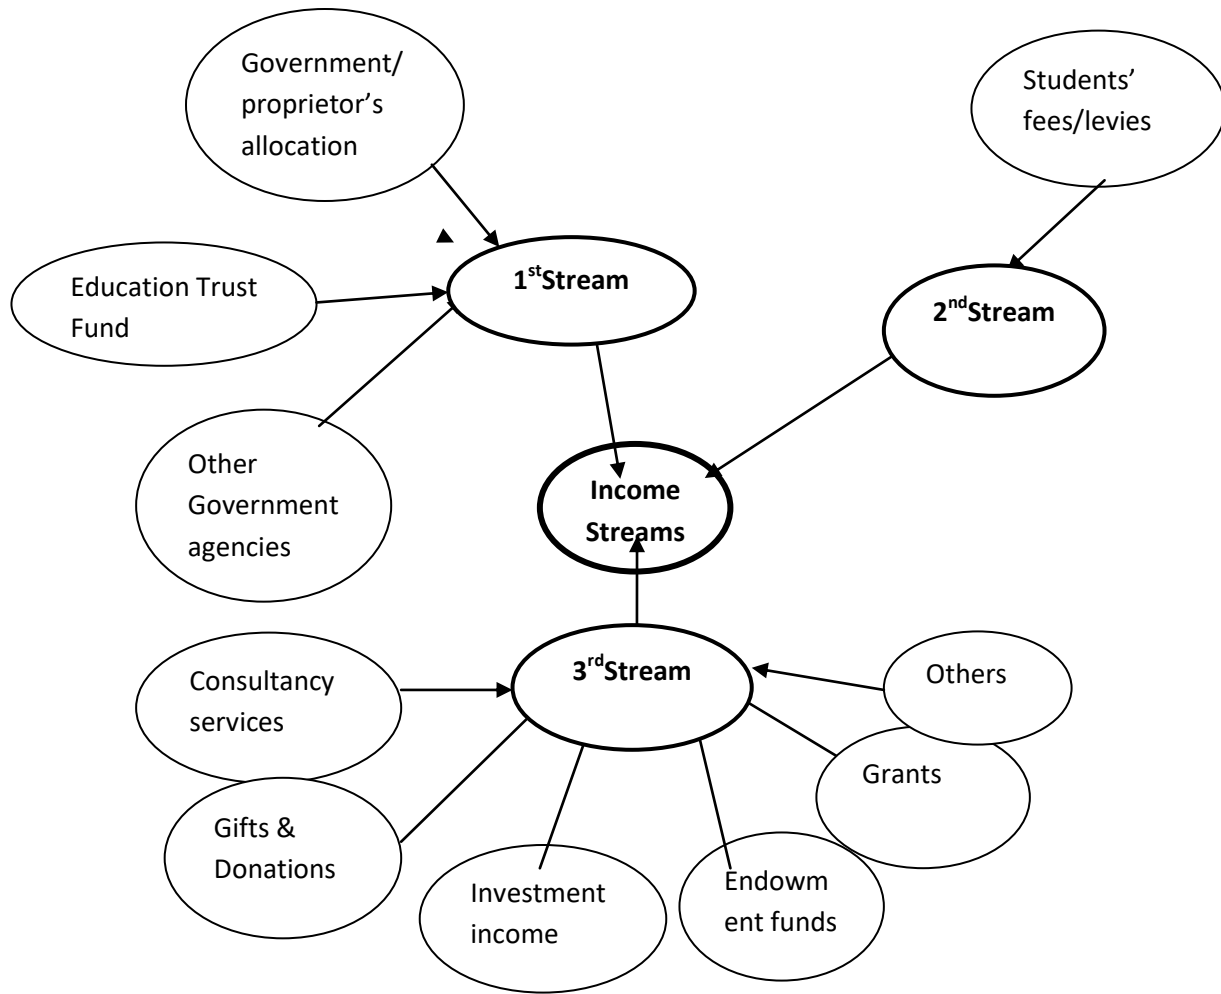 Government/
proprietor’s
allocation
Students’
fees/levies
Education Trust
Fund
1stStream
2ndStream
Other
Government
agencies
Income
Streams
3rdStream
Consultancy
services
Others
Grants
Gifts &
Donations
Investment
income
Endowm
ent funds